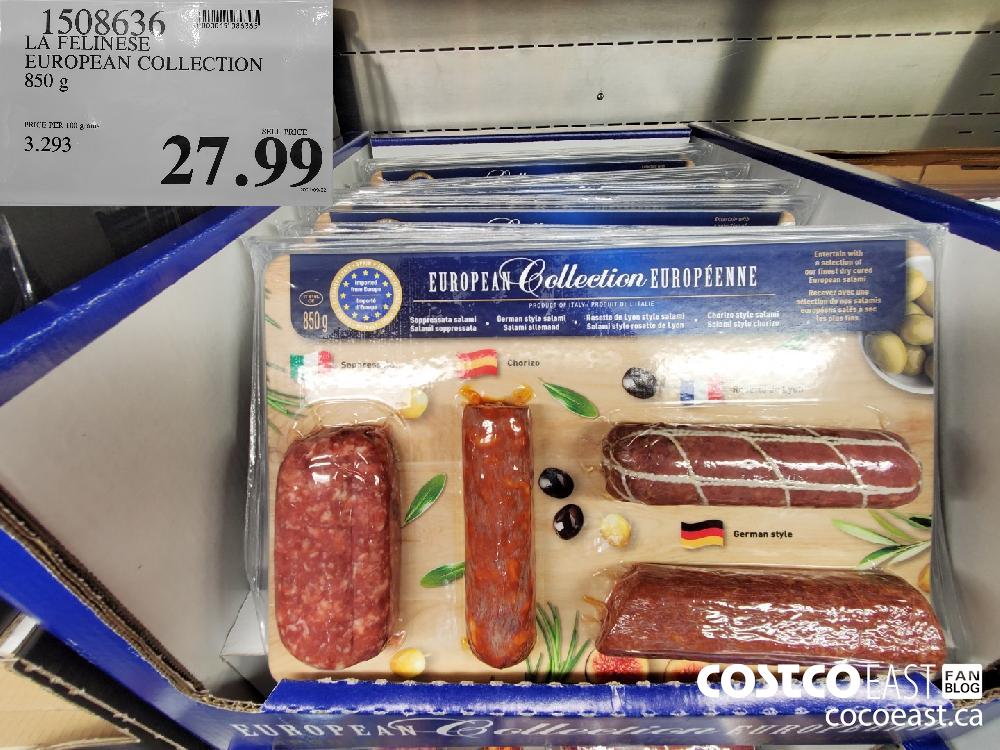 1508636
LA FELINESE
EUROPEAN COLLECTION
850 g
PRICE PER 100 grams
3.293
SELL PRICE
27.99
EUROPEAN Collection EUROPÉENNE
PRODUCT OF ITALY • PRODUIT DE L'ITALIE
850 g
Imported
from Europe
Importé
d'Europe
Soppressata salami
Salami soppressata
German style salami
Salami allemand
Rosette de Lyon style salami
Salami style rosette de Lyon
Chorizo style salami
Salami style chorizo
Entertain with
a selection of
our finest dry cured
European salami
Recevez avec une
sélection de nos salamis
européens salés à sec
les plus fins
Chorizo
German style
EUROPEAN Collection
COSTCO EAST FAN
BLOG
cocoeast.ca